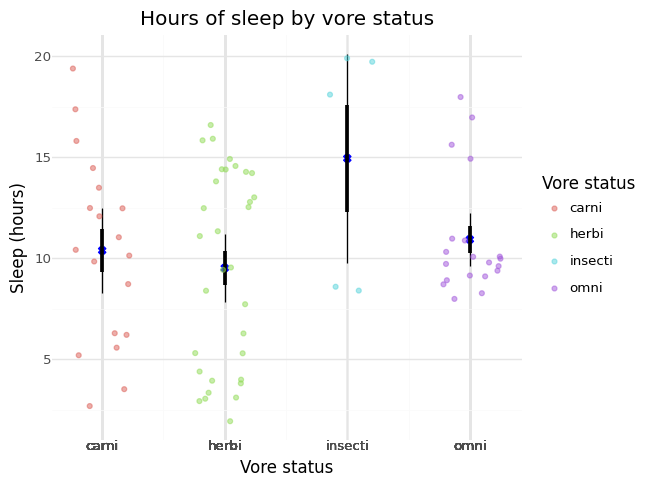 Hours of sleep by vore status
20
15
10
5
Sleep (hours)
carni
herbi
insecti
omni
Vore status
Vore status
carni
herbi
insecti
omni